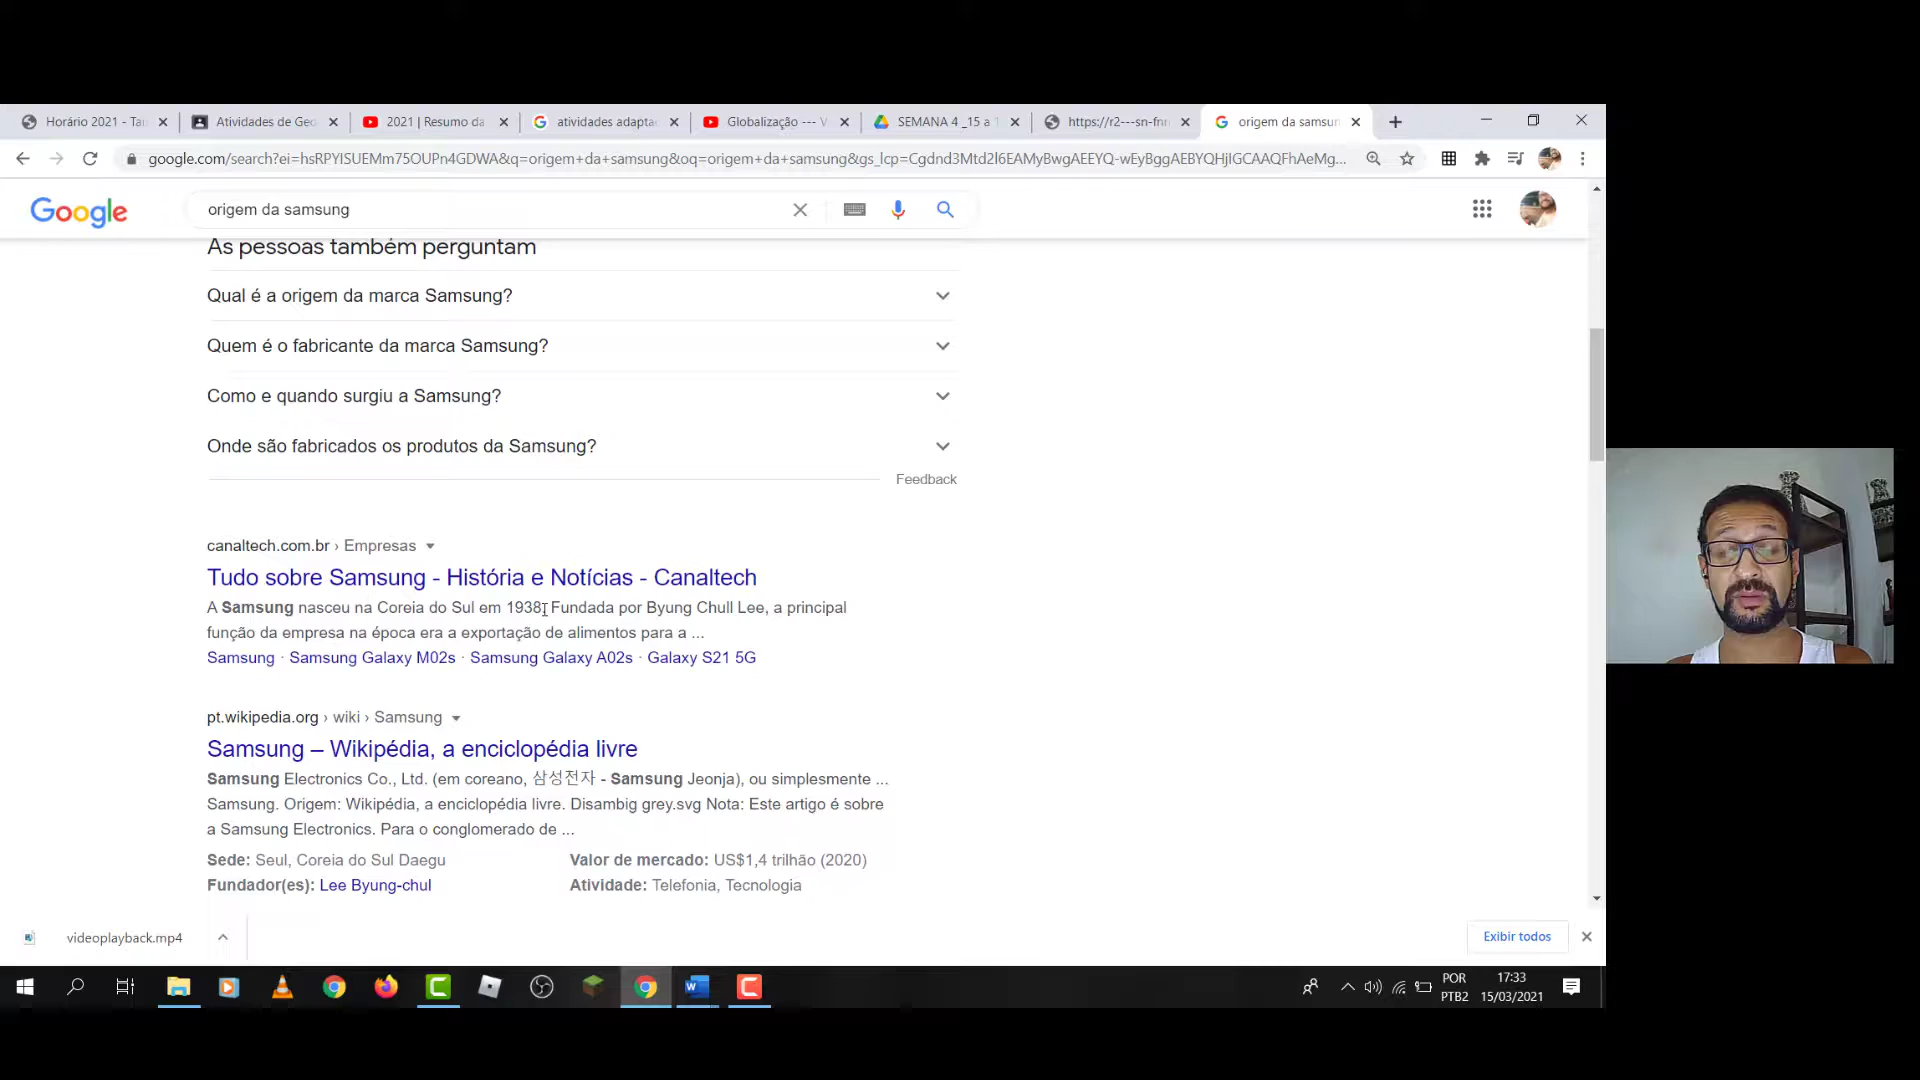 Horário 2021 - Ta
Atividades de Geo
2021 | Resumo da
atividades adapta
Globalização --- V
SEMANA 4 _15 a 1
https://r2---sn-fnr
origem da samsun
google.com/search?ei=hsRPYISUEMm75OUPn4GDWA&q=origem+da+samsung&oq=origem+da+samsung&gs_lcp=Cgdnd3Mtd2l6EAMyBwgAEEYQ-wEyBggAEBYQHjIGCAAQFhAeMg...
Google
origem da samsung
As pessoas também perguntam
Qual é a origem da marca Samsung?
Quem é o fabricante da marca Samsung?
Como e quando surgiu a Samsung?
Onde são fabricados os produtos da Samsung?
Feedback
canaltech.com.br › Empresas
Tudo sobre Samsung - História e Notícias - Canaltech
A Samsung nasceu na Coreia do Sul em 1938. Fundada por Byung Chull Lee, a principal
função da empresa na época era a exportação de alimentos para a ...
Samsung · Samsung Galaxy M02s · Samsung Galaxy A02s · Galaxy S21 5G
pt.wikipedia.org › wiki › Samsung
Samsung – Wikipédia, a enciclopédia livre
Samsung Electronics Co., Ltd. (em coreano, 삼성전자 - Samsung Jeonja), ou simplesmente ...
Samsung. Origem: Wikipédia, a enciclopédia livre. Disambig grey.svg Nota: Este artigo é sobre
a Samsung Electronics. Para o conglomerado de ...
Sede: Seul, Coreia do Sul Daegu
Valor de mercado: US$1,4 trilhão (2020)
Fundador(es): Lee Byung-chul
Atividade: Telefonia, Tecnologia
videoplayback.mp4
Exibir todos
POR
PTB2
17:33
15/03/2021